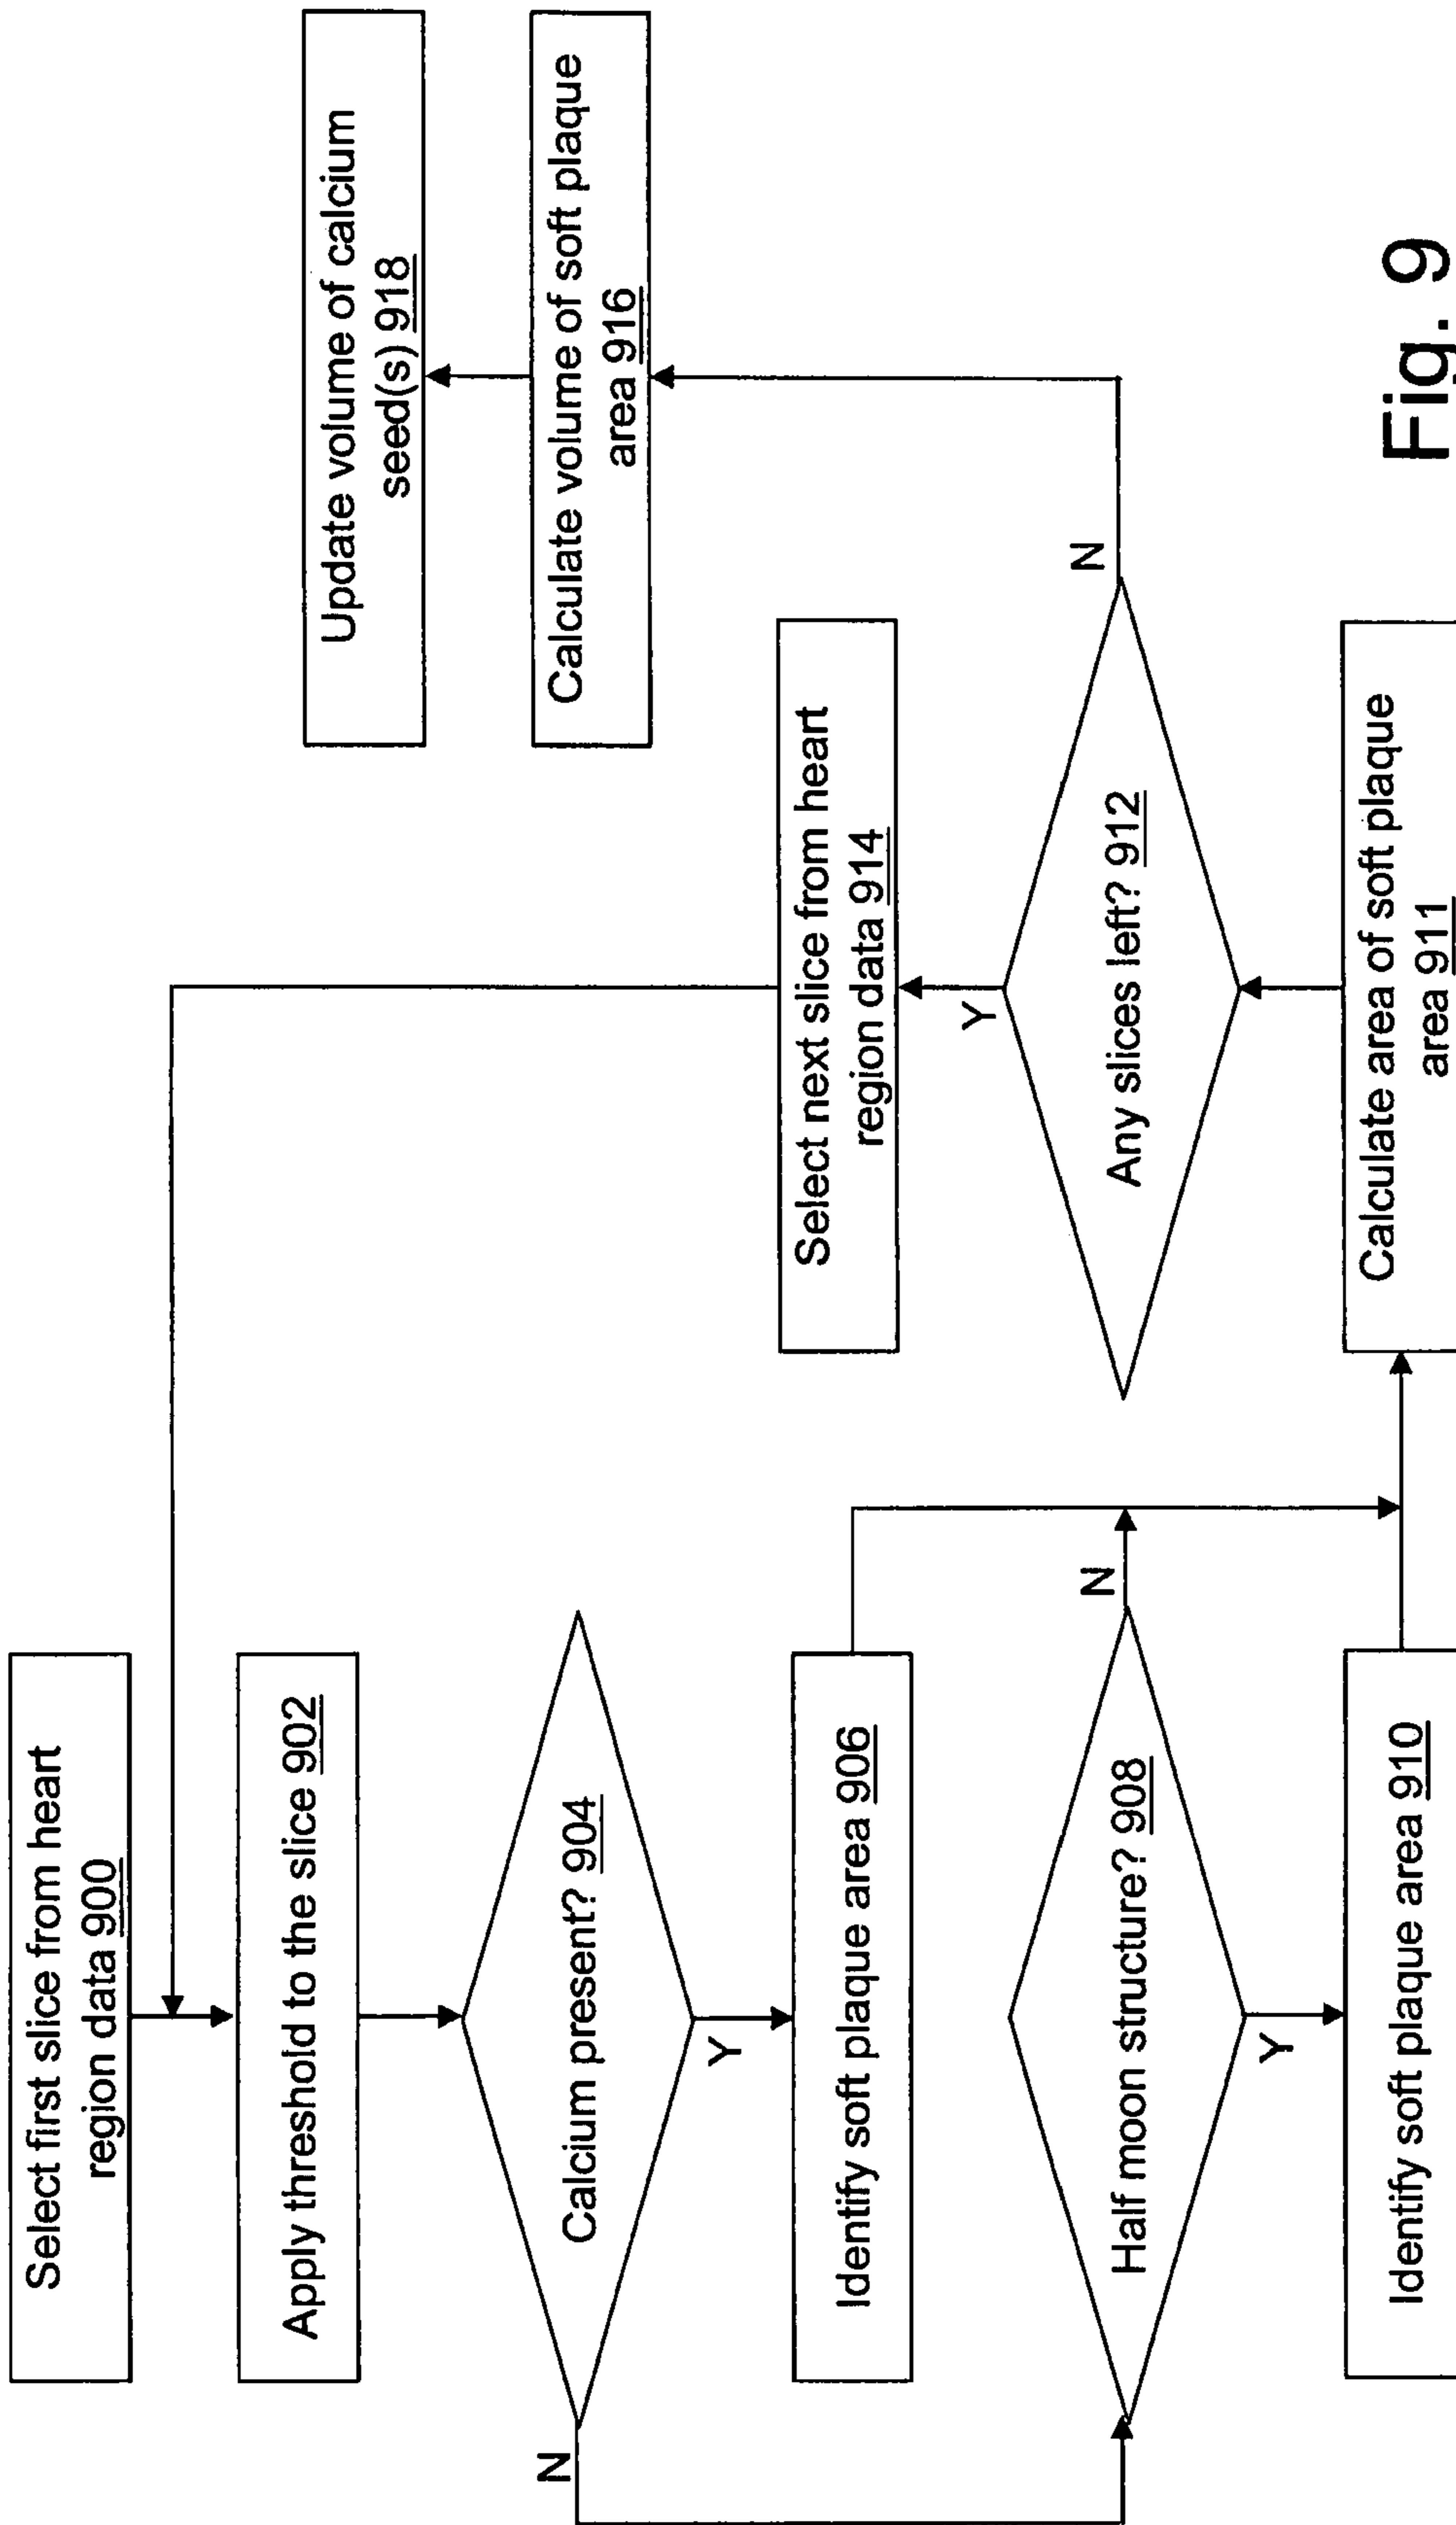 Select first slice from heart
region data 900
Apply threshold to the slice 902
Calcium present? 904
N
Y
Identify soft plaque area 906
Half moon structure? 908
N
Y
Identify soft plaque area 910
Calculate area of soft plaque
area 911
Any slices left? 912
Y
N
Select next slice from heart
region data 914
Calculate volume of soft plaque
area 916
Update volume of calcium
seed(s) 918
Fig. 9